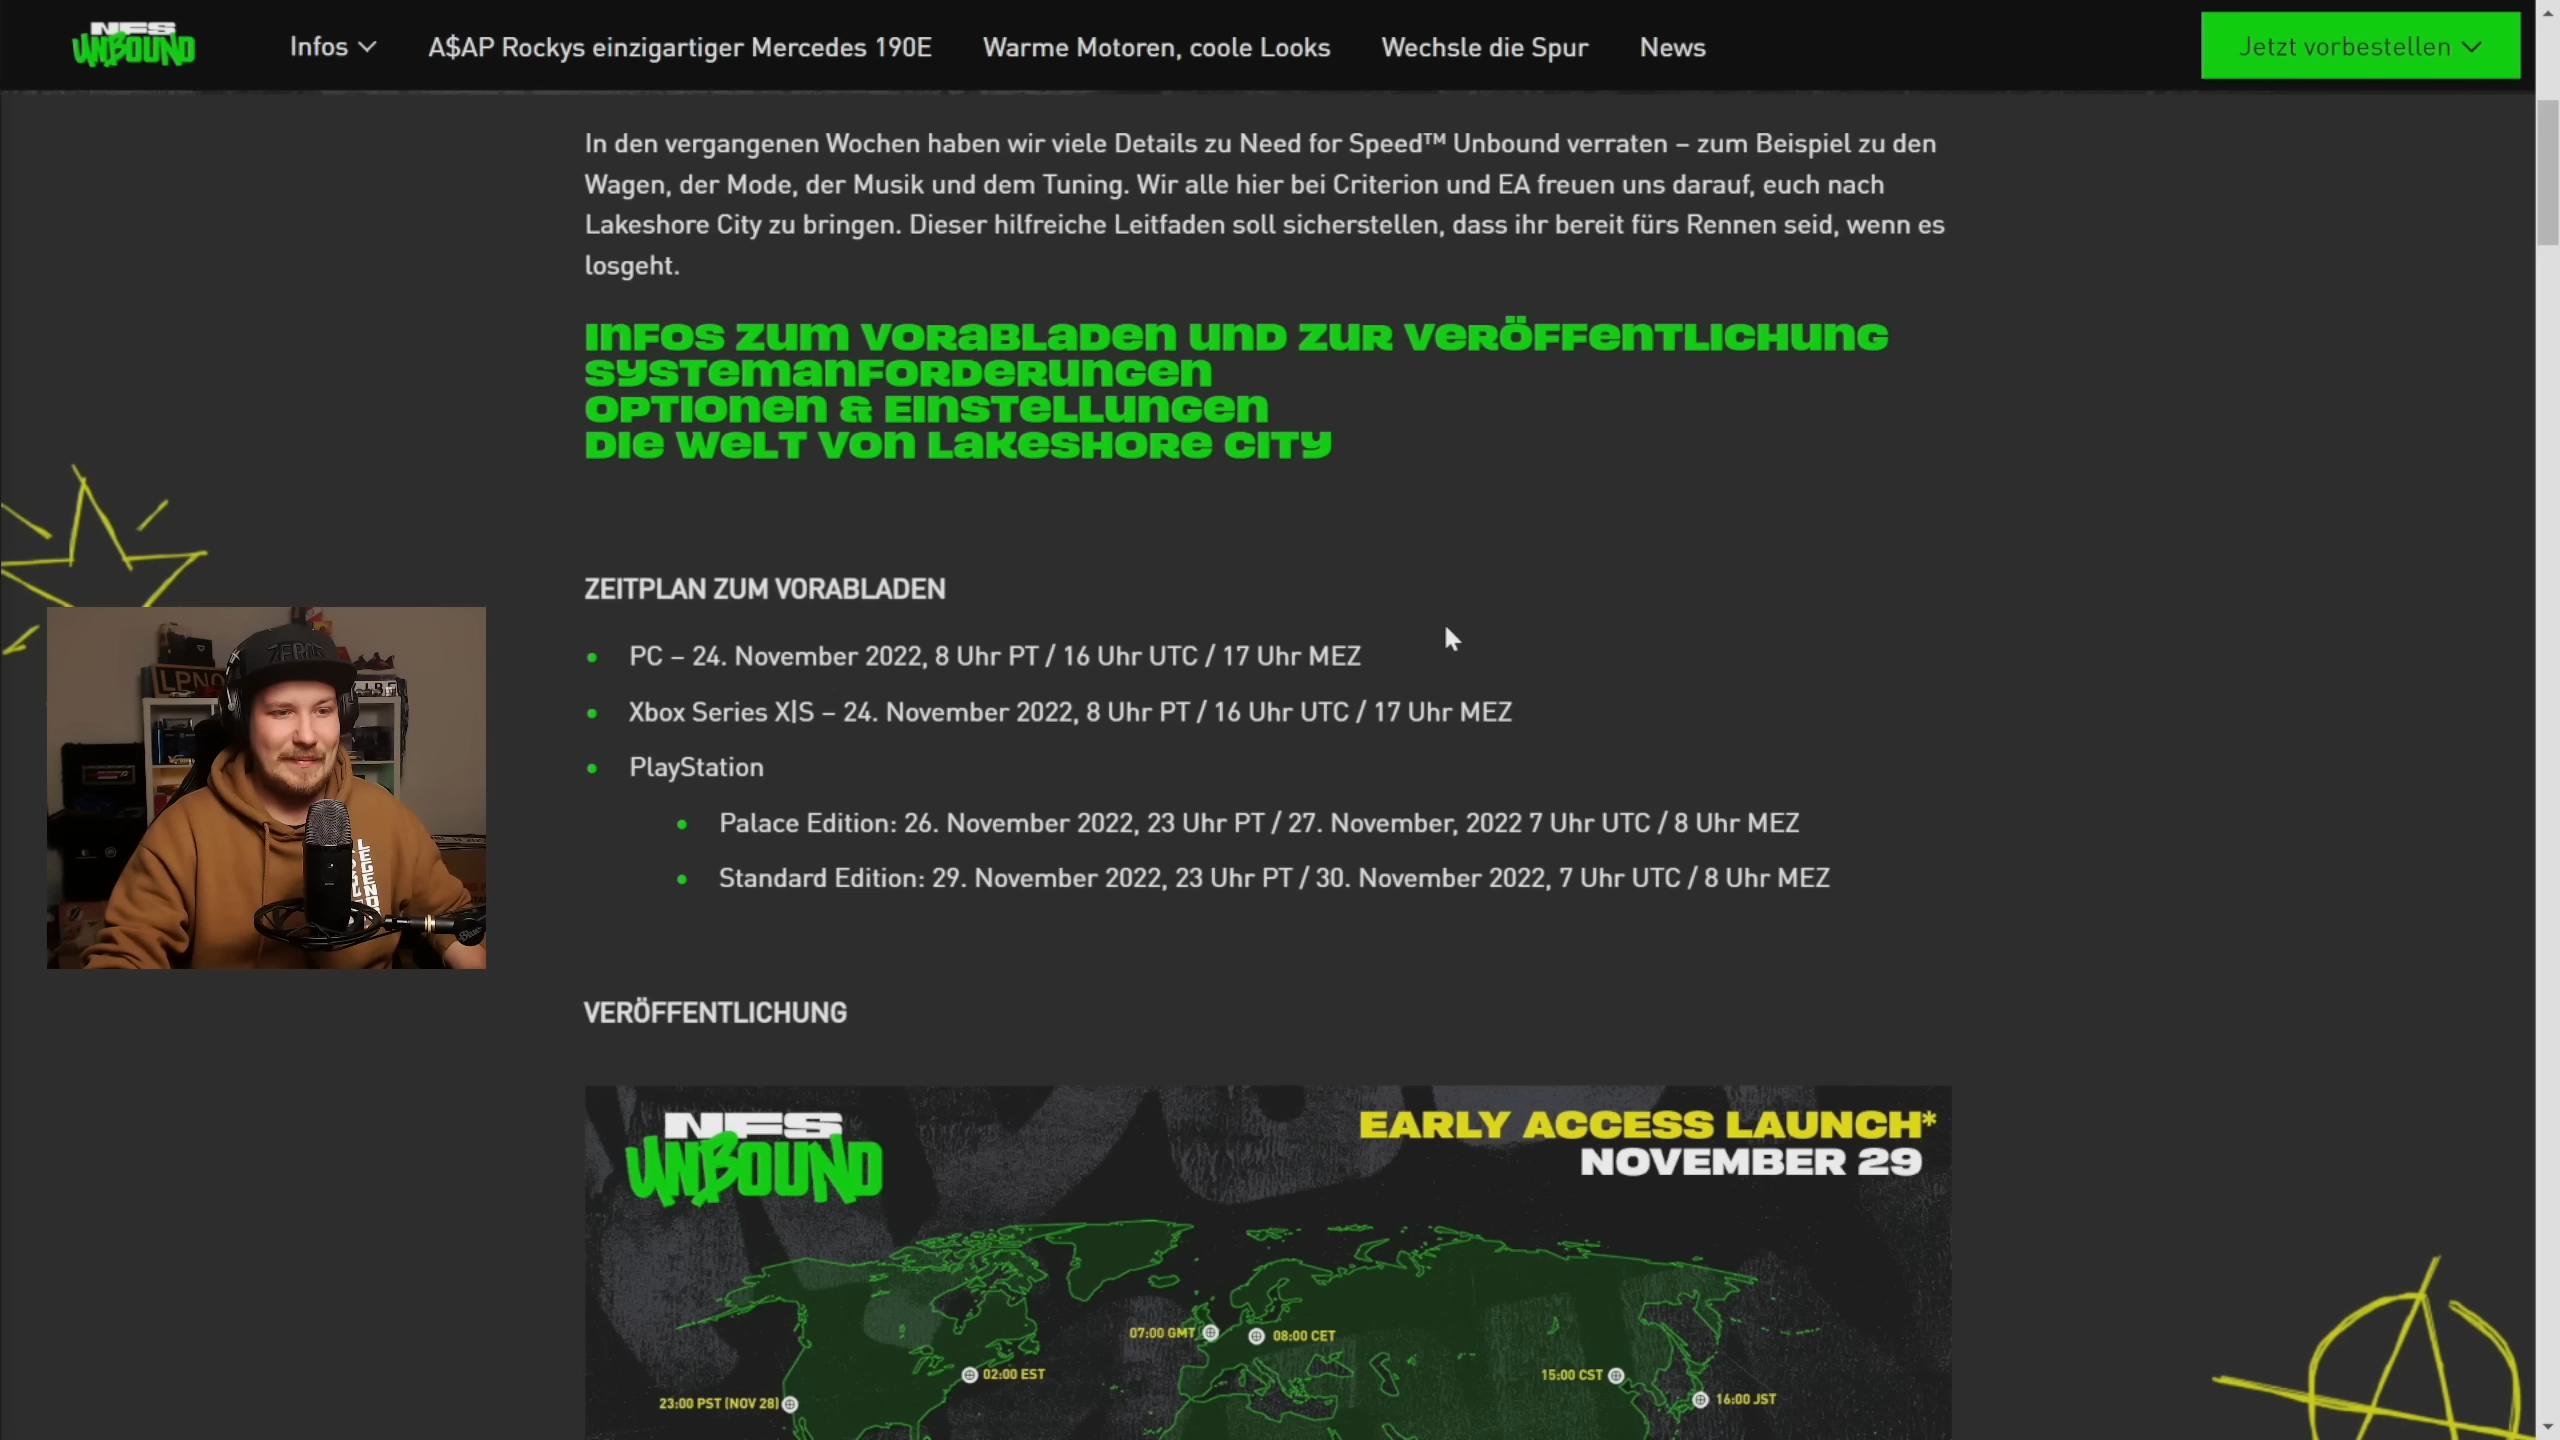 NFS
UNBOUND
Infos
A$AP Rockys einzigartiger Mercedes 190E
Warme Motoren, coole Looks
Wechsle die Spur
News
Jetzt vorbestellen
In den vergangenen Wochen haben wir viele Details zu Need for Speed™ Unbound verraten – zum Beispiel zu den
Wagen, der Mode, der Musik und dem Tuning. Wir alle hier bei Criterion und EA freuen uns darauf, euch nach
Lakeshore City zu bringen. Dieser hilfreiche Leitfaden soll sicherstellen, dass ihr bereit fürs Rennen seid, wenn es
losgeht.
INFOS ZUM VORABLADEN UND ZUR VERÖFFENTLICHUNG
SYSTEMANFORDERUNGEN
OPTIONEN & EINSTELLUNGEN
DIE WELT VON LAKESHORE CITY
ZEITPLAN ZUM VORABLADEN
PC – 24. November 2022, 8 Uhr PT / 16 Uhr UTC / 17 Uhr MEZ
Xbox Series X|S – 24. November 2022, 8 Uhr PT / 16 Uhr UTC / 17 Uhr MEZ
PlayStation
Palace Edition: 26. November 2022, 23 Uhr PT / 27. November, 2022 7 Uhr UTC / 8 Uhr MEZ
Standard Edition: 29. November 2022, 23 Uhr PT / 30. November 2022, 7 Uhr UTC / 8 Uhr MEZ
VERÖFFENTLICHUNG
NFS
UNBOUND
EARLY ACCESS LAUNCH*
NOVEMBER 29
07:00 GMT
08:00 CET
02:00 EST
15:00 CST
23:00 PST (NOV 28)
16:00 JST